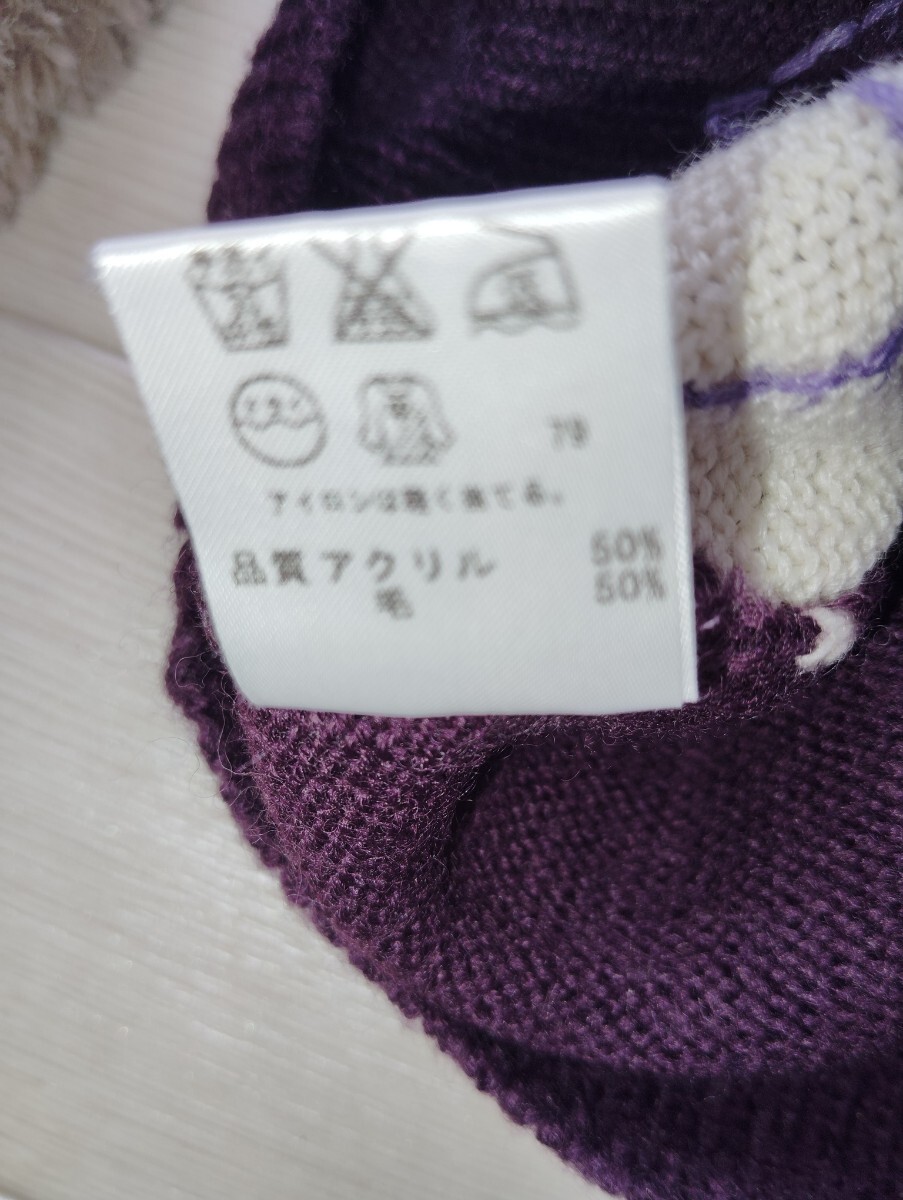 79
アイロンは軽く当てる。
品質アクリル 50%
毛 50%